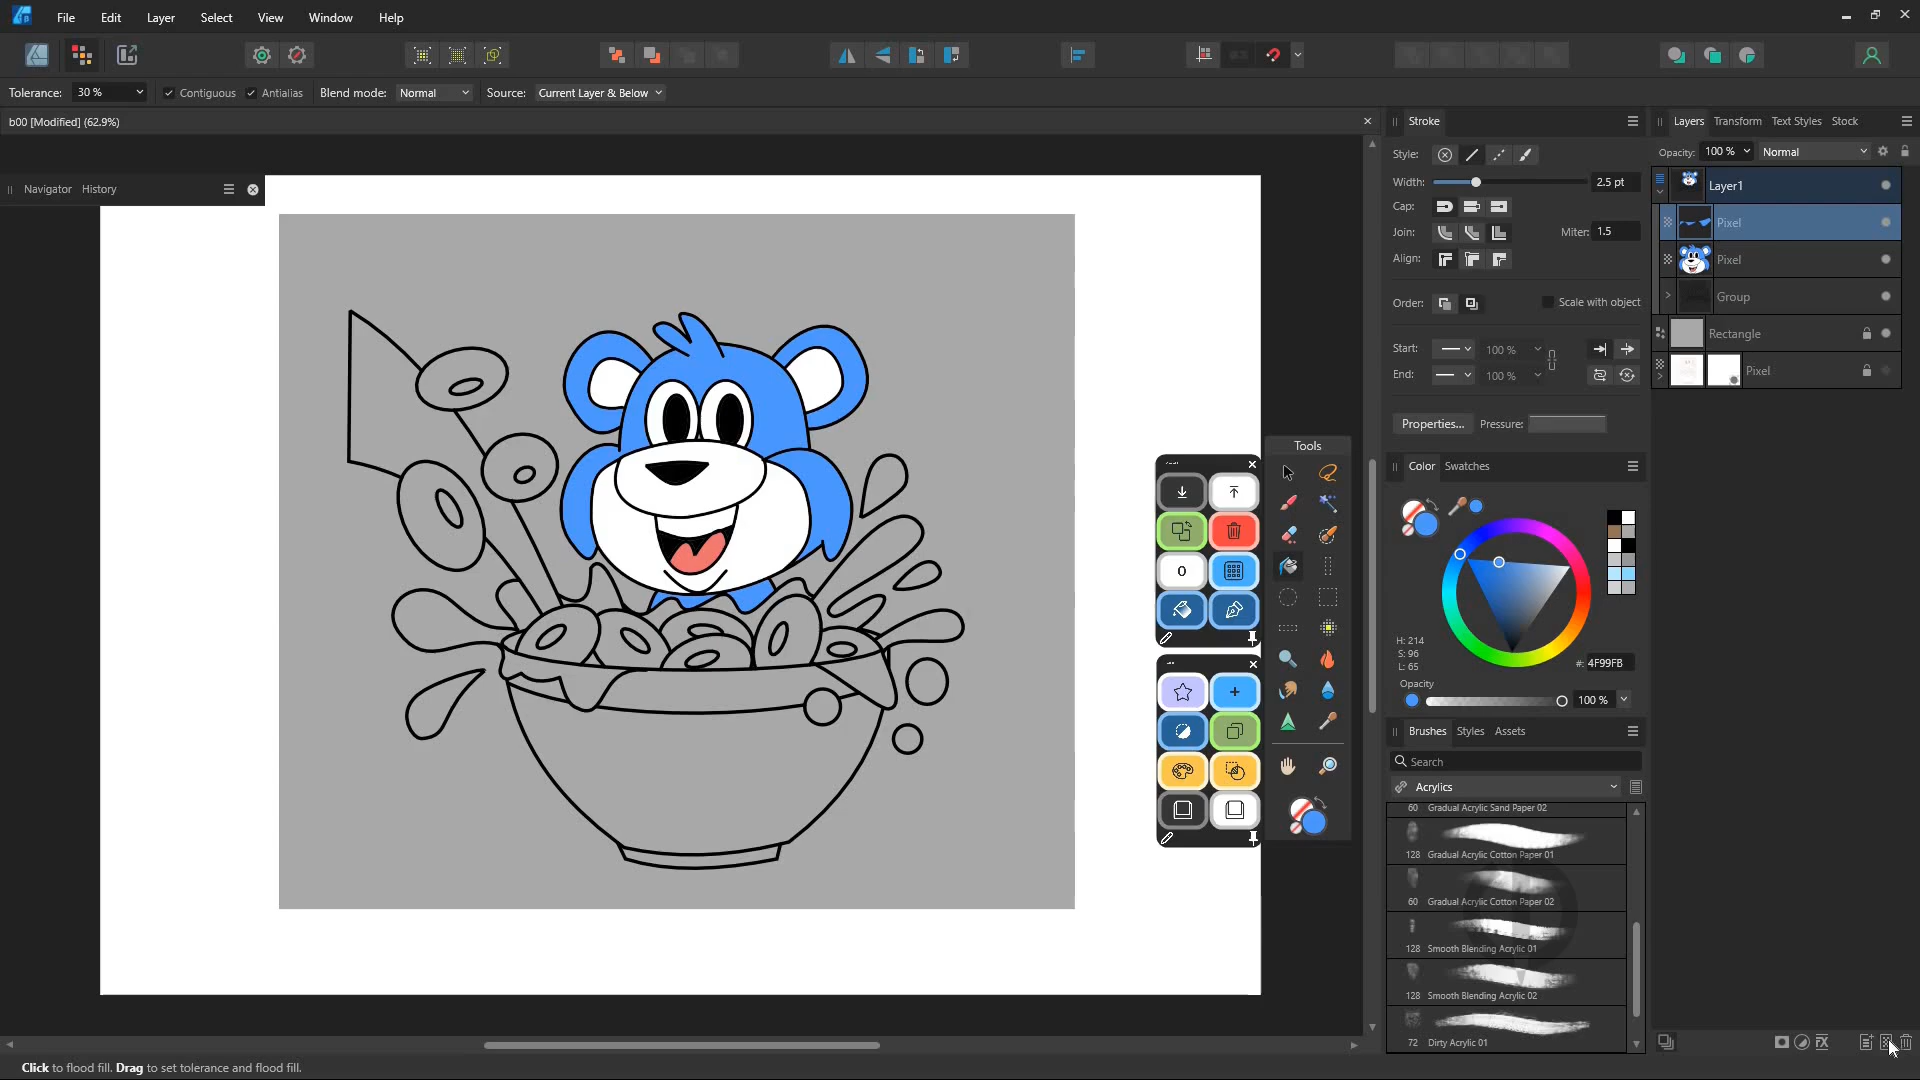 File Edit Layer Select View Window Help
Tolerance: 30 % Contiguous Antialias Blend mode: Normal Source: Current Layer & Below
b00 [Modified] (62.9%)
Navigator History
Tools
0
Stroke
Style:
Width: 2.5 pt
Cap:
Join: Miter: 1.5
Align:
Order: Scale with object
Start: 100 %
End: 100 %
Properties... Pressure:
Color Swatches
H: 214
S: 96
L: 65
#: 4F99FB
Opacity
100 %
Brushes Styles Assets
Search
Acrylics
60 Gradual Acrylic Sand Paper 02
128 Gradual Acrylic Cotton Paper 01
60 Gradual Acrylic Cotton Paper 02
128 Smooth Blending Acrylic 01
128 Smooth Blending Acrylic 02
72 Dirty Acrylic 01
Layers Transform Text Styles Stock
Opacity: 100 % Normal
Layer1
Pixel
Pixel
Group
Rectangle
Pixel
FX
Click to flood fill. Drag to set tolerance and flood fill.